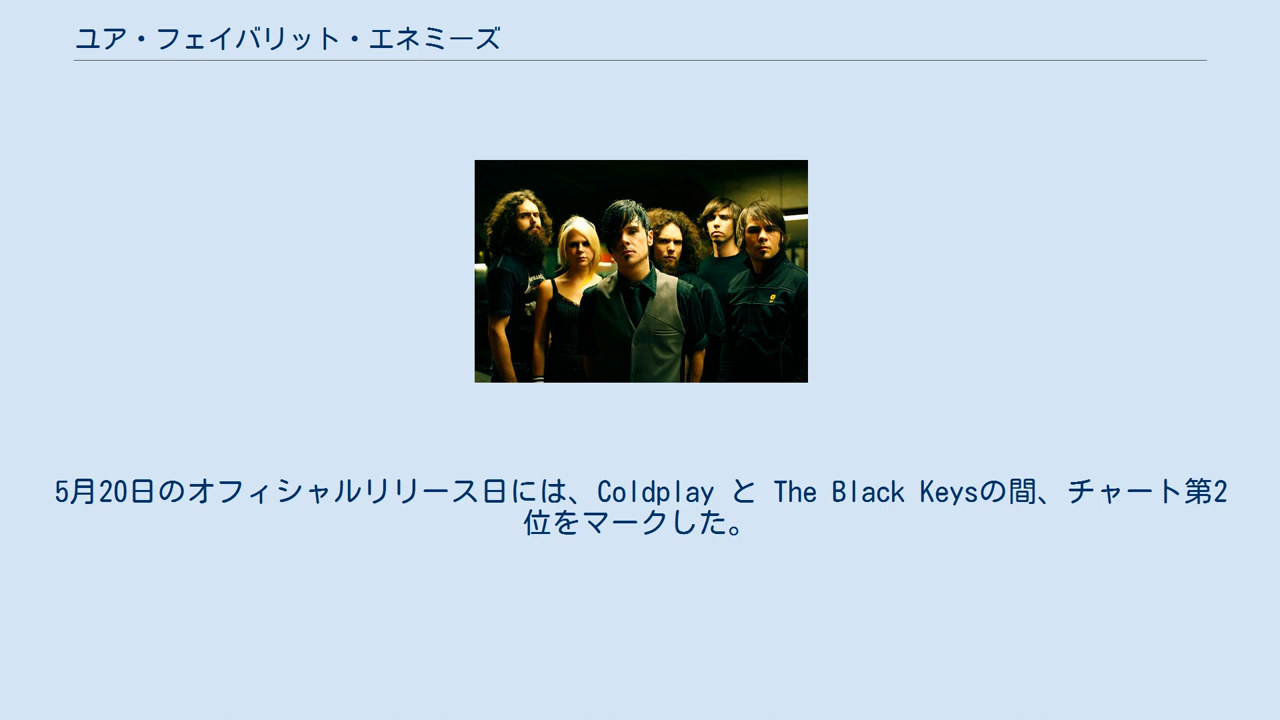 ユア・フェイバリット・エネミーズ
5月20日のオフィシャルリリース日には、Coldplay と The Black Keysの間、チャート第2
位をマークした。